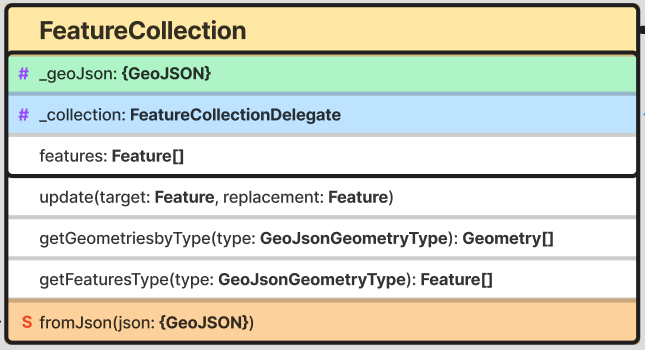 FeatureCollection
# _geoJson: {GeoJSON}
# _collection: FeatureCollectionDelegate
features: Feature[]
update(target: Feature, replacement: Feature)
getGeometriesbyType(type: GeoJsonGeometryType): Geometry[]
getFeaturesType(type: GeoJsonGeometryType): Feature[]
S fromJson(json: {GeoJSON})